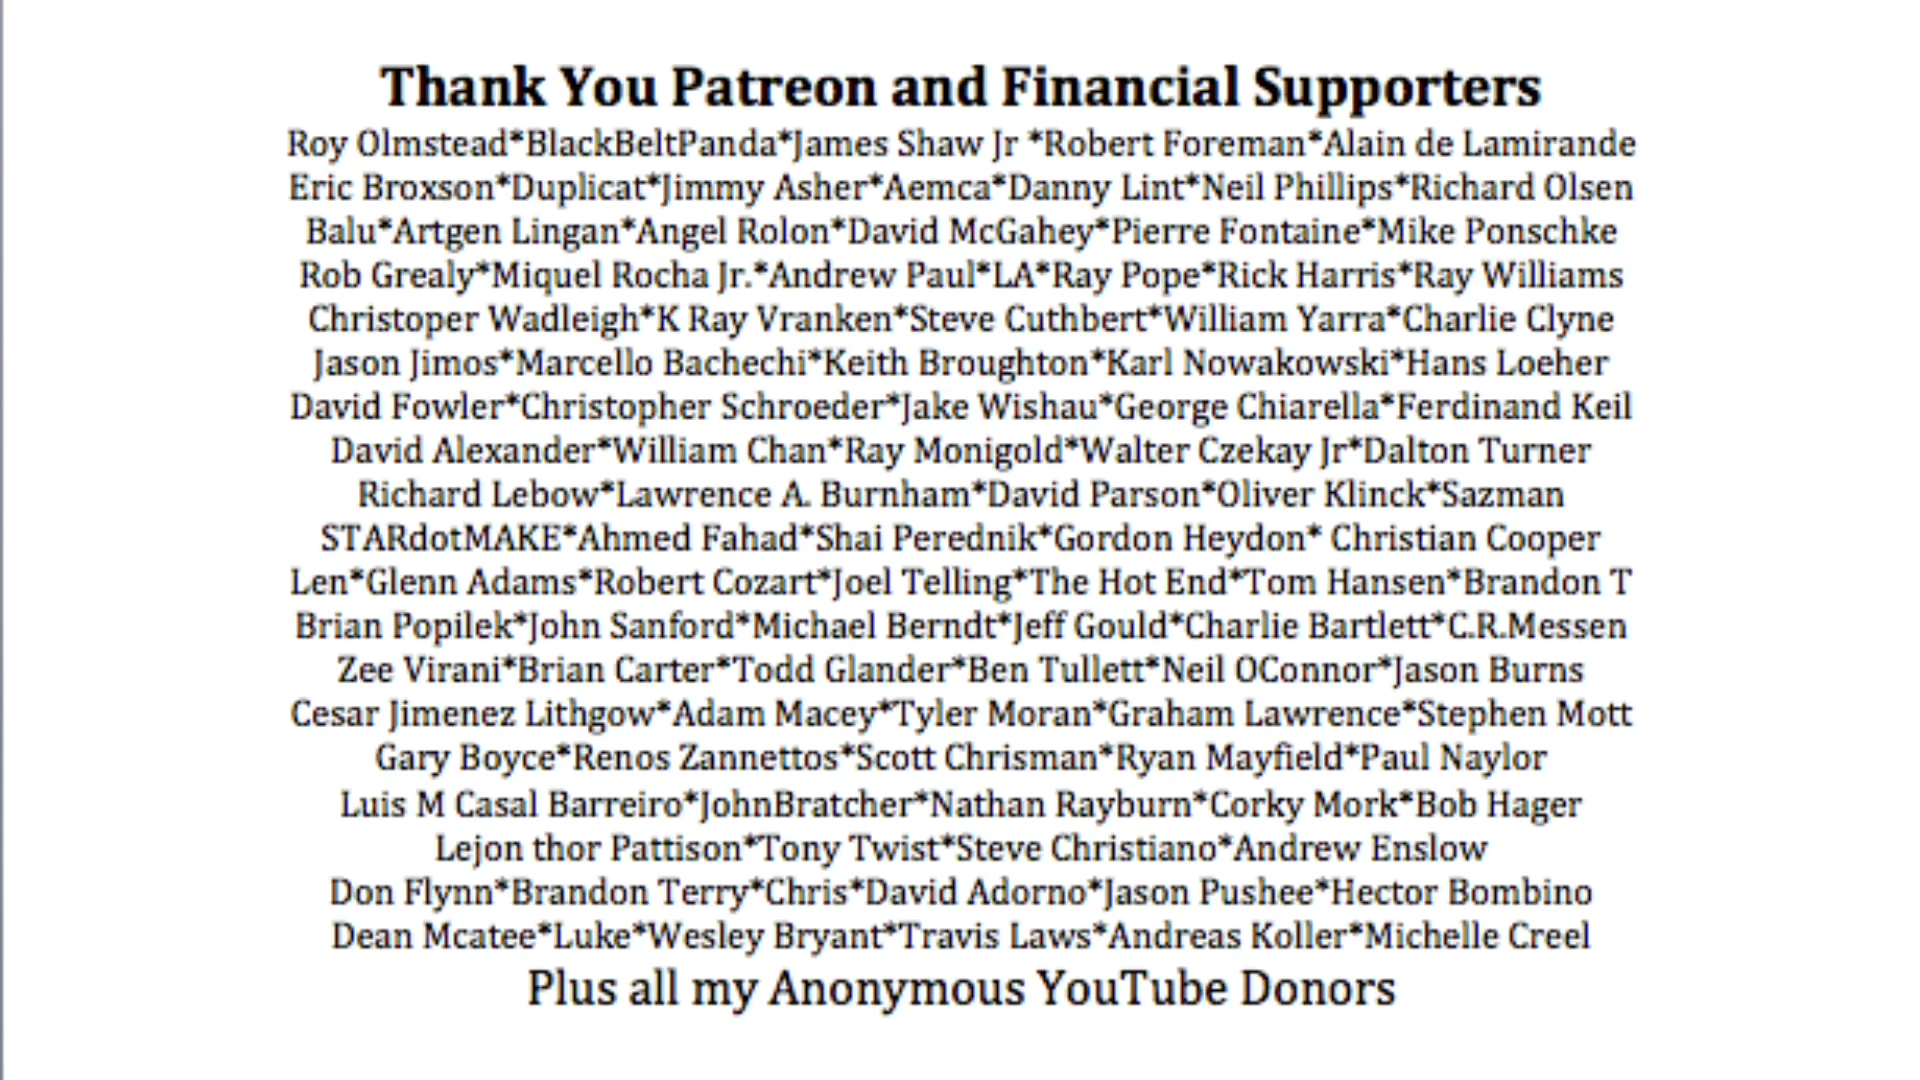 Thank You Patreon and Financial Supporters
Roy Olmstead*BlackBeltPanda*James Shaw Jr *Robert Foreman*Alain de Lamirande
Eric Broxson*Duplicat*Jimmy Asher*Aemca*Danny Lint*Neil Phillips*Richard Olsen
Balu*Artgen Lingan*Angel Rolon*David McGahey*Pierre Fontaine*Mike Ponschke
Rob Grealy*Miquel Rocha Jr.*Andrew Paul*LA*Ray Pope*Rick Harris*Ray Williams
Christoper Wadleigh*K Ray Vranken*Steve Cuthbert*William Yarra*Charlie Clyne
Jason Jimos*Marcello Bachechi*Keith Broughton*Karl Nowakowski*Hans Loeher
David Fowler*Christopher Schroeder*Jake Wishau*George Chiarella*Ferdinand Keil
David Alexander*William Chan*Ray Monigold*Walter Czekay Jr*Dalton Turner
Richard Lebow*Lawrence A. Burnham*David Parson*Oliver Klinck*Sazman
STARdotMAKE*Ahmed Fahad*Shai Perednik*Gordon Heydon* Christian Cooper
Len*Glenn Adams*Robert Cozart*Joel Telling*The Hot End*Tom Hansen*Brandon T
Brian Popilek*John Sanford*Michael Berndt*Jeff Gould*Charlie Bartlett*C.R.Messen
Zee Virani*Brian Carter*Todd Glander*Ben Tullett*Neil OConnor*Jason Burns
Cesar Jimenez Lithgow*Adam Macey*Tyler Moran*Graham Lawrence*Stephen Mott
Gary Boyce*Renos Zannettos*Scott Chrisman*Ryan Mayfield*Paul Naylor
Luis M Casal Barreiro*JohnBratcher*Nathan Rayburn*Corky Mork*Bob Hager
Lejon thor Pattison*Tony Twist*Steve Christiano*Andrew Enslow
Don Flynn*Brandon Terry*Chris*David Adorno*Jason Pushee*Hector Bombino
Dean Mcatee*Luke*Wesley Bryant*Travis Laws*Andreas Koller*Michelle Creel
Plus all my Anonymous YouTube Donors